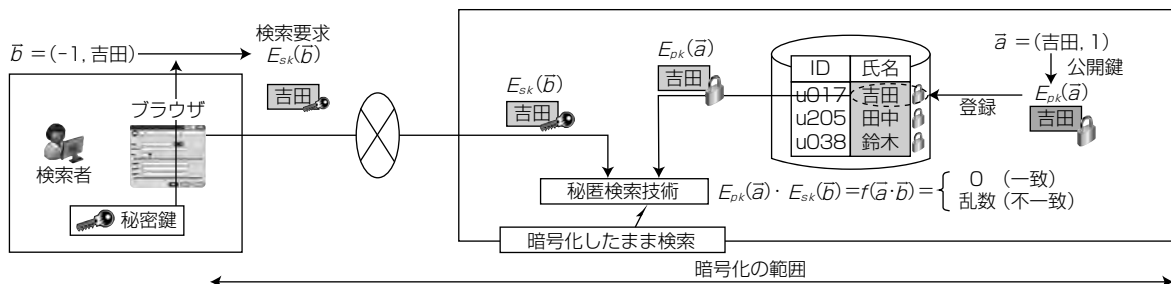 b⃗ = (-1, 吉田)
検索要求
E_sk(b⃗)
吉田
ブラウザ
検索者
秘密鍵
E_sk(b⃗)
吉田
E_pk(a⃗)
吉田
ID 氏名
u017 吉田
u205 田中
u038 鈴木
a⃗ = (吉田, 1)
公開鍵
E_pk(a⃗)
登録
吉田
秘匿検索技術
E_pk(a⃗)・E_sk(b⃗)=f(a⃗・b⃗)=
0 (一致)
乱数(不一致)
暗号化したまま検索
暗号化の範囲